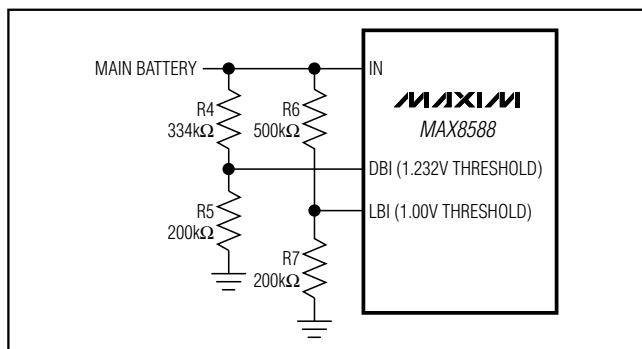 MAIN BATTERY
IN
R4
334kΩ
R6
500kΩ
MAXIM
MAX8588
DBI (1.232V THRESHOLD)
LBI (1.00V THRESHOLD)
R5
200kΩ
R7
200kΩ